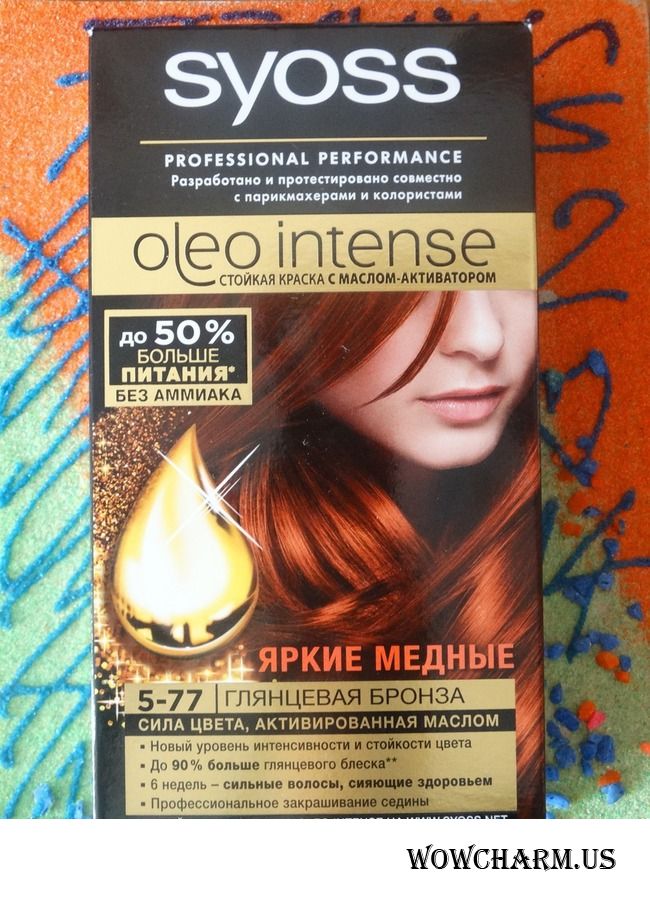 syoss
PROFESSIONAL PERFORMANCE
Разработано и протестировано совместно
с парикмахерами и колористами
oleo intense
СТОЙКАЯ КРАСКА С МАСЛОМ-АКТИВАТОРОМ
до 50%
БОЛЬШЕ
ПИТАНИЯ*
БЕЗ АММИАКА
ЯРКИЕ МЕДНЫЕ
5-77 ГЛЯНЦЕВАЯ БРОНЗА
СИЛА ЦВЕТА, АКТИВИРОВАННАЯ МАСЛОМ
▪ Новый уровень интенсивности и стойкости цвета
▪ До 90% больше глянцевого блеска**
▪ 6 недель – сильные волосы, сияющие здоровьем
▪ Профессиональное закрашивание седины
WOWCHARM.US